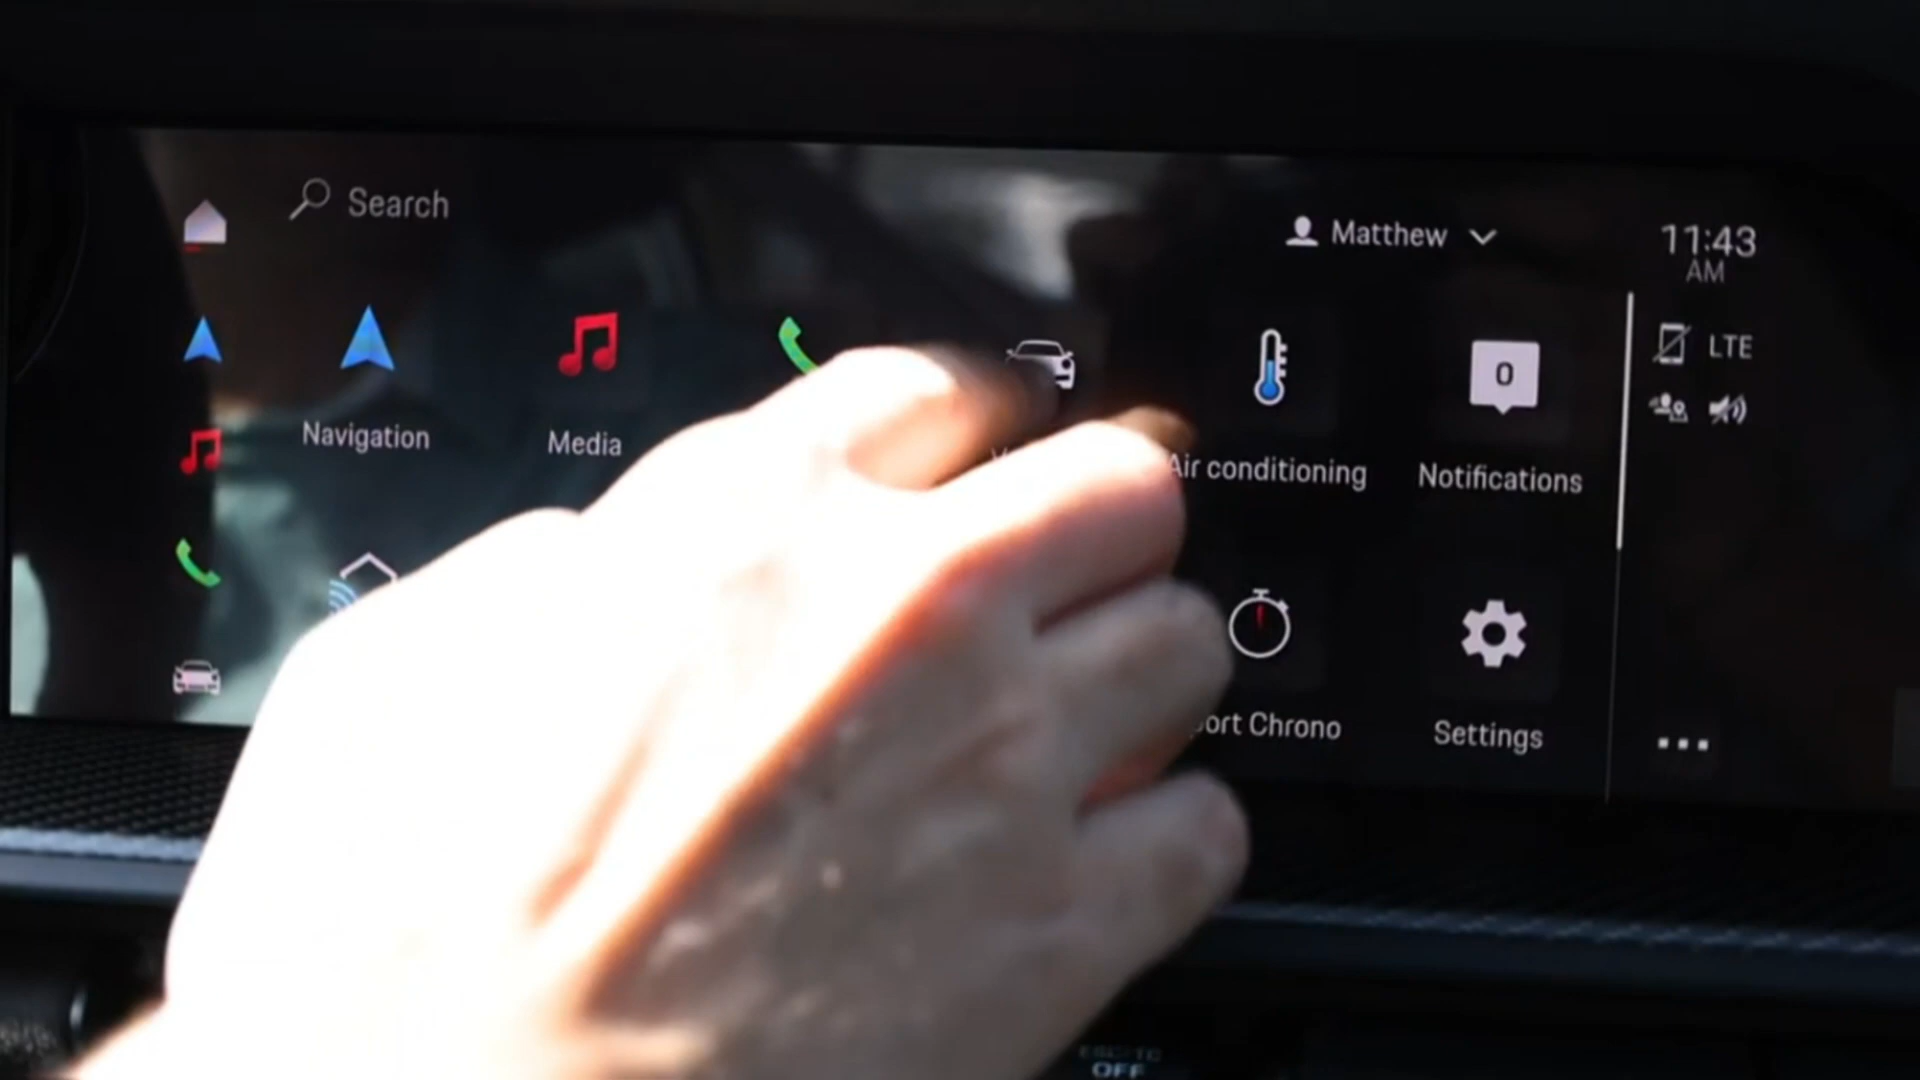 Search
Matthew
11:43
AM
LTE
0
Navigation
Media
Air conditioning
Notifications
ort Chrono
Settings
OFF